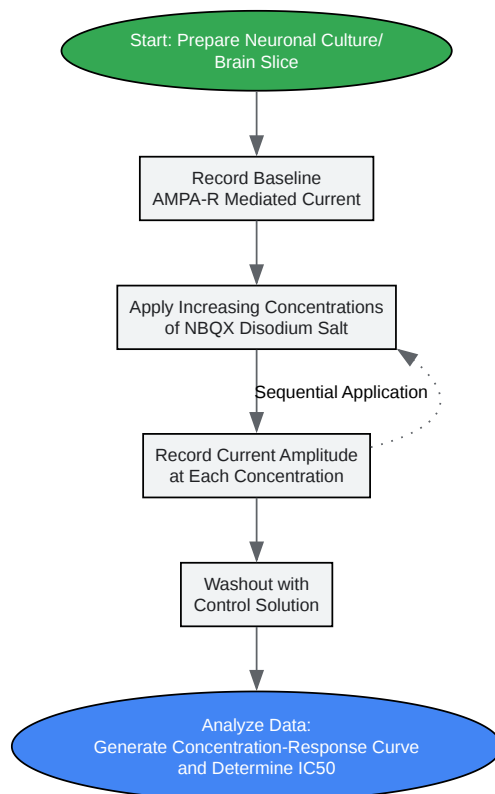 Start: Prepare Neuronal Culture/
Brain Slice
Record Baseline
AMPA-R Mediated Current
Apply Increasing Concentrations
of NBQX Disodium Salt
Sequential Application
Record Current Amplitude
at Each Concentration
Washout with
Control Solution
Analyze Data:
Generate Concentration-Response Curve
and Determine IC50